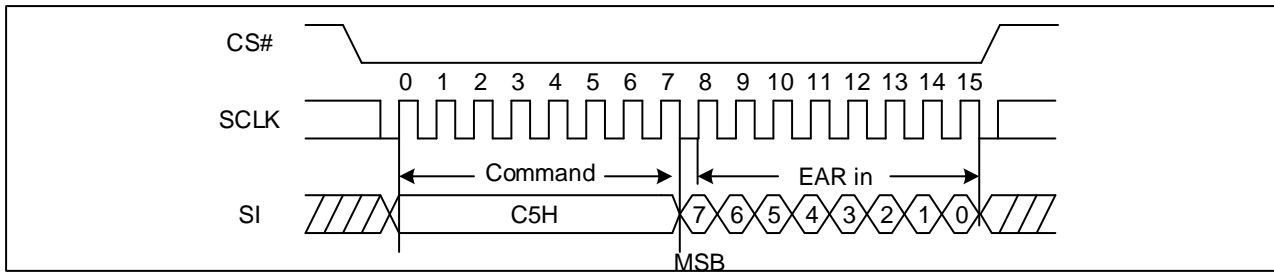 CS#
0 1 2 3 4 5 6 7 8 9 10 11 12 13 14 15
SCLK
Command EAR in
SI C5H 7 6 5 4 3 2 1 0
MSB